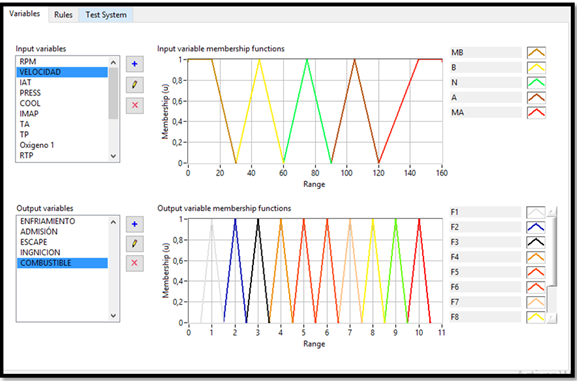 Variables Rules Test System
Input variables
RPM
VELOCIDAD
IAT
PRESS
COOL
IMAP
TA
TP
Oxigeno 1
RTP
Input variable membership functions
Membership (u)
1
0,8
0,6
0,4
0,2
0
0 20 40 60 80 100 120 140 160
Range
MB
B
N
A
MA
Output variables
ENFRIAMIENTO
ADMISIÓN
ESCAPE
INGNICION
COMBUSTIBLE
Output variable membership functions
Membership (u)
1
0,8
0,6
0,4
0,2
0
0 1 2 3 4 5 6 7 8 9 10 11
Range
F1
F2
F3
F4
F5
F6
F7
F8